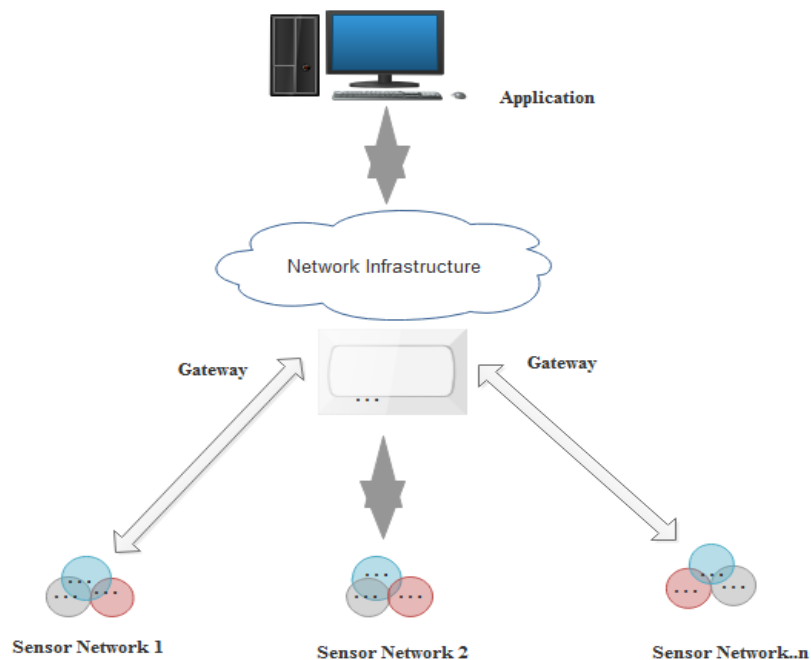 Application
Network Infrastructure
Gateway
Gateway
Sensor Network 1
Sensor Network 2
Sensor Network..n